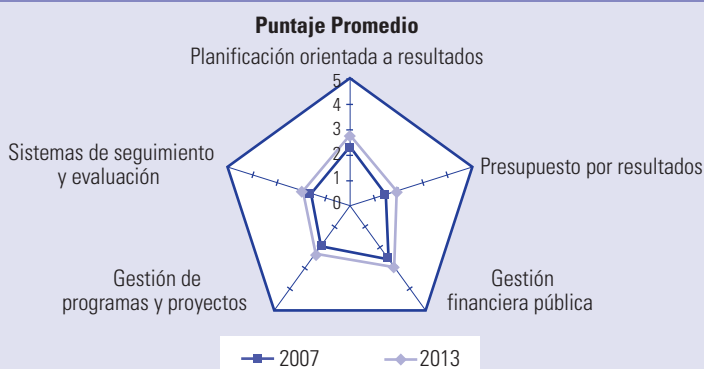 Puntaje Promedio
Planificación orientada a resultados
5
4
3
2
1
0
Sistemas de seguimiento
y evaluación
Presupuesto por resultados
Gestión de
programas y proyectos
Gestión
financiera pública
2007
2013